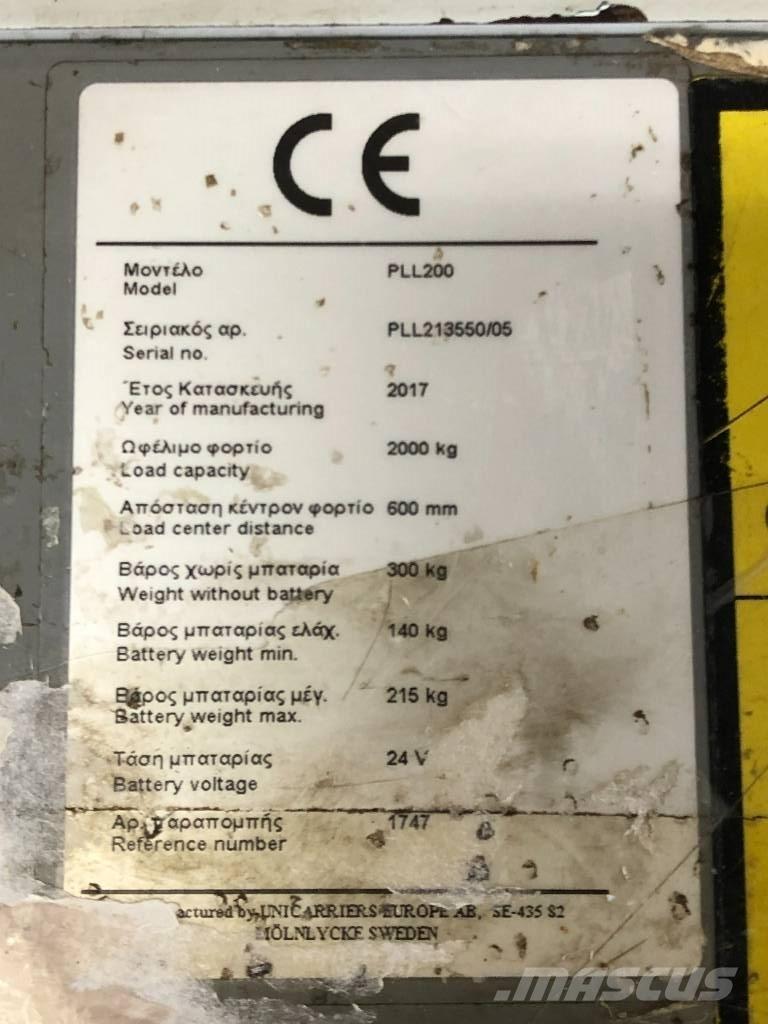 CE
Μοντέλο PLL200
Model
Σειριακός αρ. PLL213550/05
Serial no.
Έτος Κατασκευής 2017
Year of manufacturing
Ωφέλιμο φορτίο 2000 kg
Load capacity
Απόσταση κέντρον φορτίο 600 mm
Load center distance
Βάρος χωρίς μπαταρία 300 kg
Weight without battery
Βάρος μπαταρίας ελάχ. 140 kg
Battery weight min.
Βάρος μπαταρίας μέγ. 215 kg
Battery weight max.
Τάση μπαταρίας 24 V
Battery voltage
Αρ. παραπομπής 1747
Reference number
actured by UNICARRIERS EUROPE AB, SE-435 82
MÖLNLYCKE SWEDEN
MASCUS